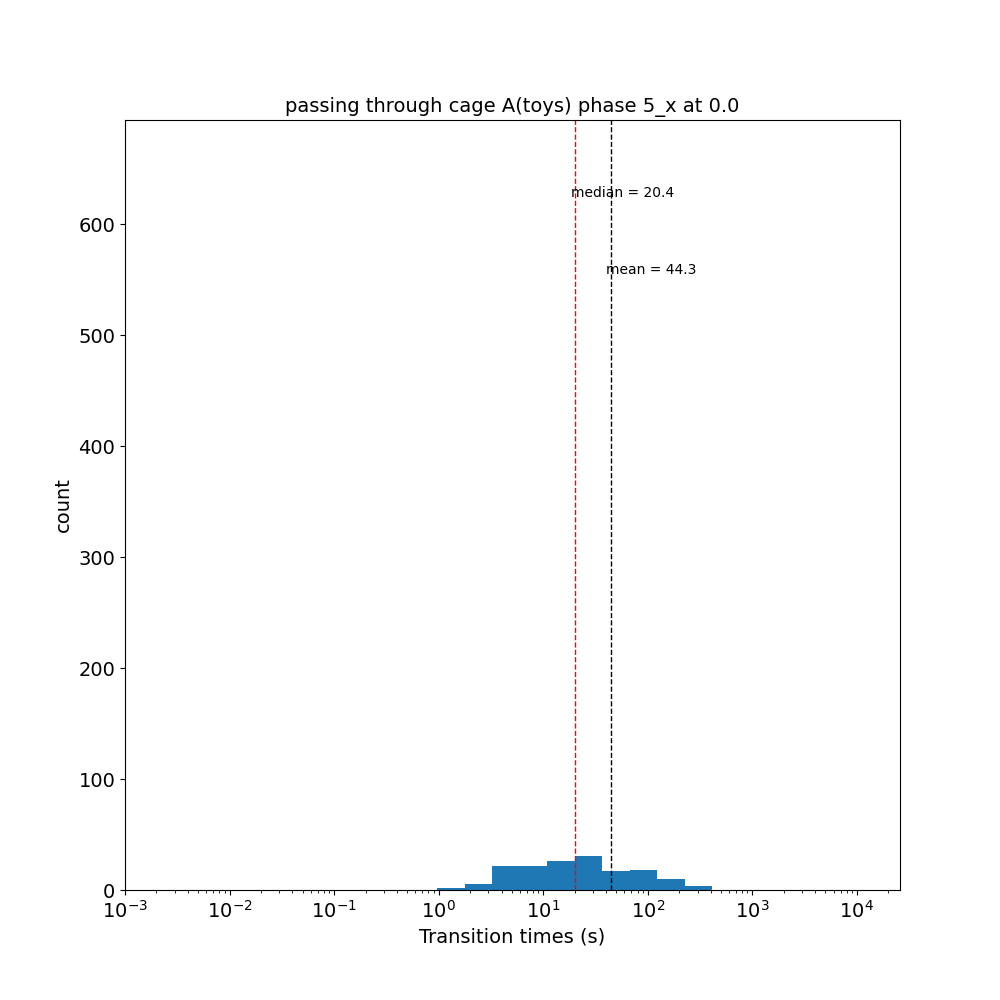 passing through cage A(toys) phase 5_x at 0.0
median = 20.4
600
mean = 44.3
500
400
count
300
200
100
0
10⁻³ 10⁻² 10⁻¹ 10⁰ 10¹ 10² 10³ 10⁴
Transition times (s)